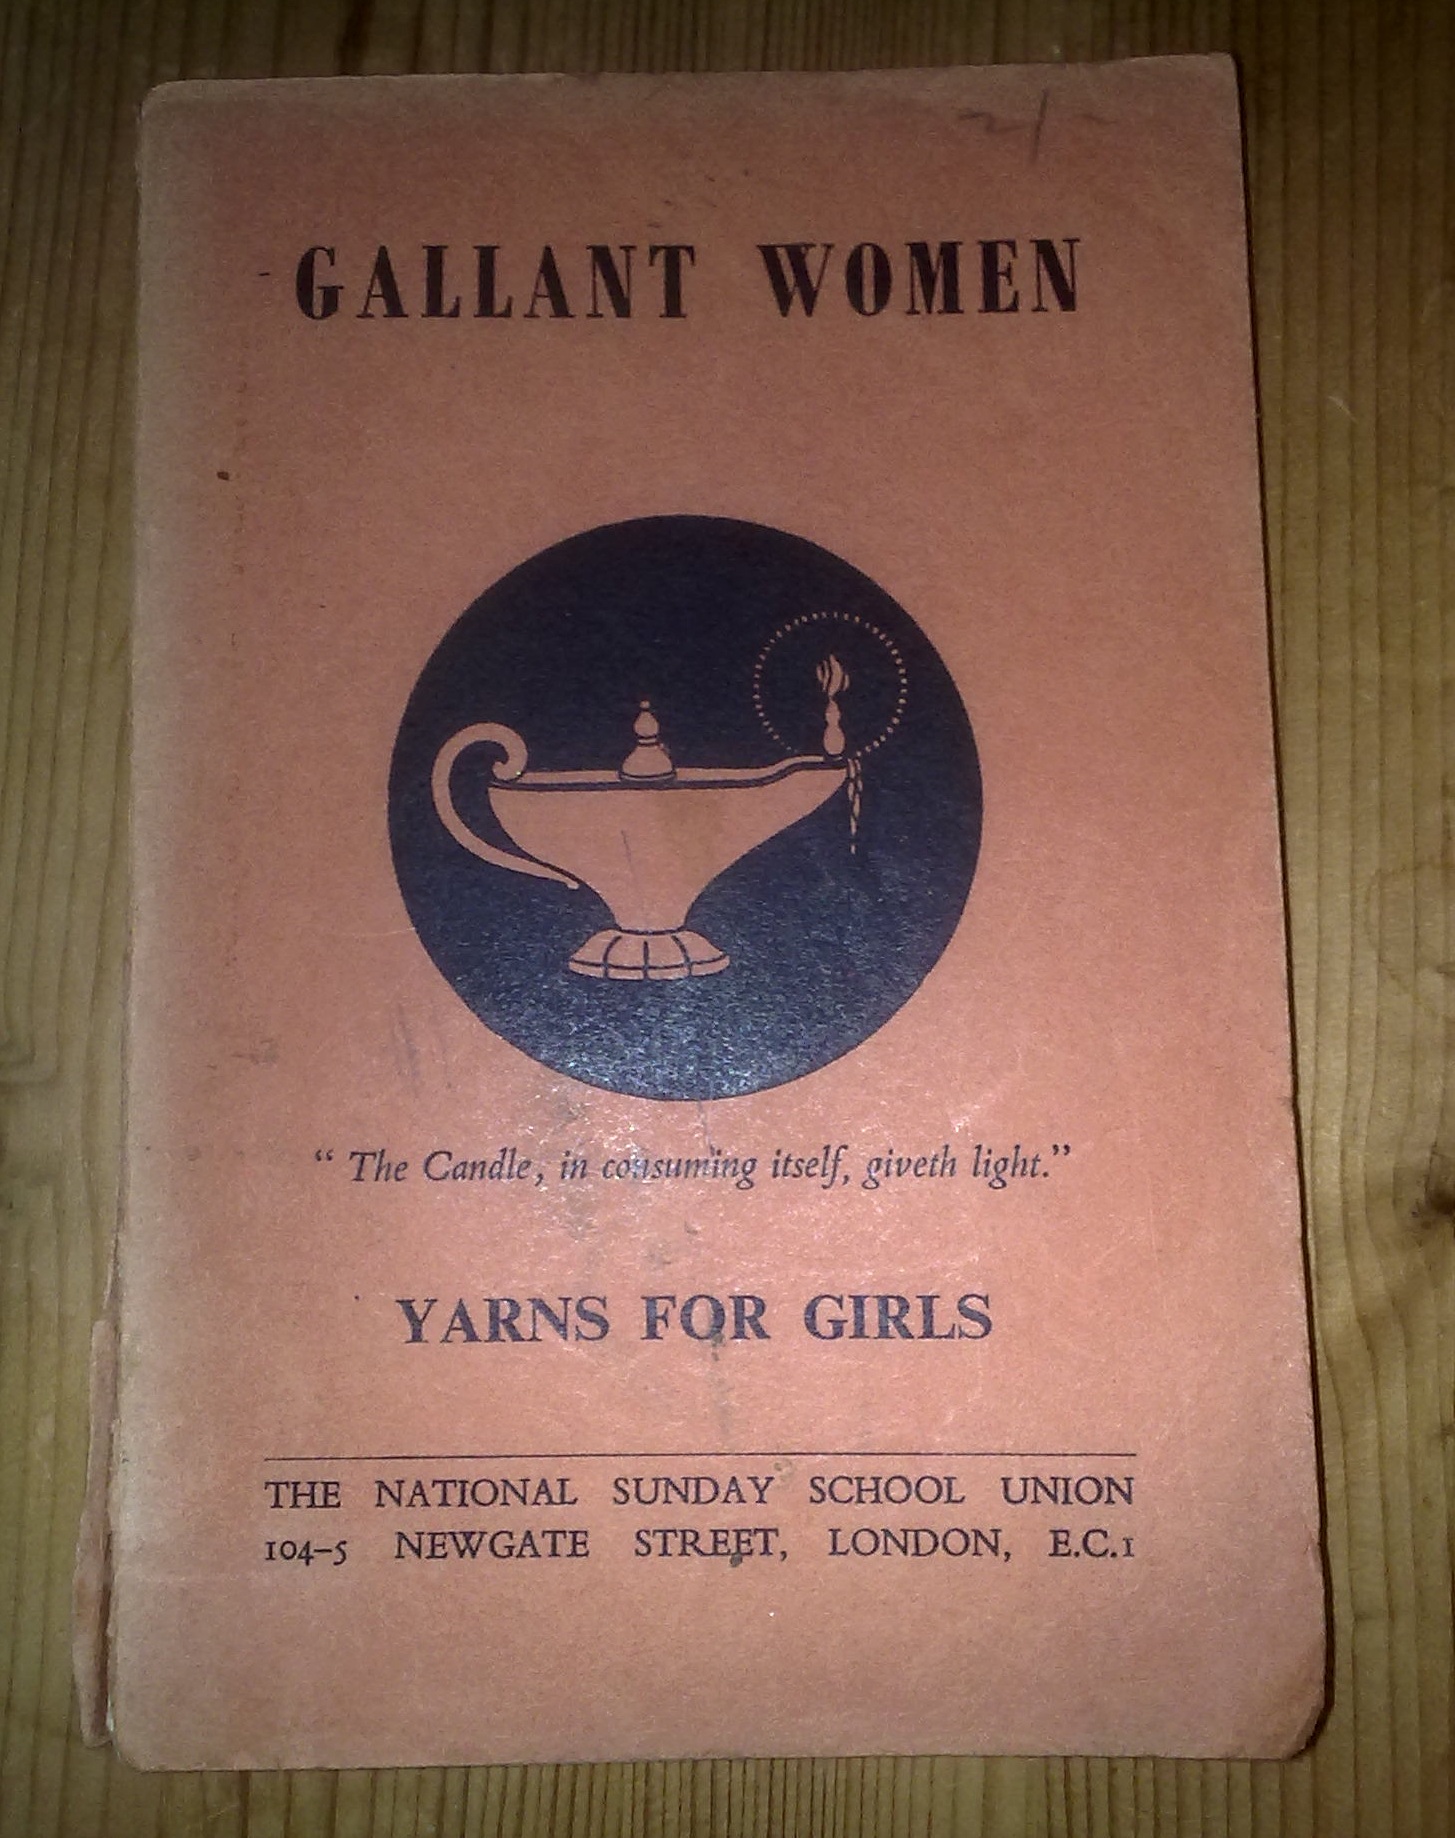 2/-
GALLANT WOMEN
“ The Candle, in consuming itself, giveth light.”
YARNS FOR GIRLS
THE NATIONAL SUNDAY SCHOOL UNION
104–5 NEWGATE STREET, LONDON, E.C.1